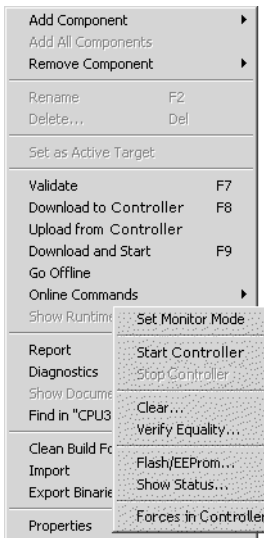 Add Component
Add All Components
Remove Component
Rename F2
Delete... Del
Set as Active Target
Validate F7
Download to Controller F8
Upload from Controller
Download and Start F9
Go Offline
Online Commands
Show Runtime
Report
Diagnostics
Show Docume
Find in "CPU3
Clean Build Fo
Import
Export Binarie
Properties
Set Monitor Mode
Start Controller
Stop Controller
Clear...
Verify Equality...
Flash/EEProm...
Show Status...
Forces in Controller